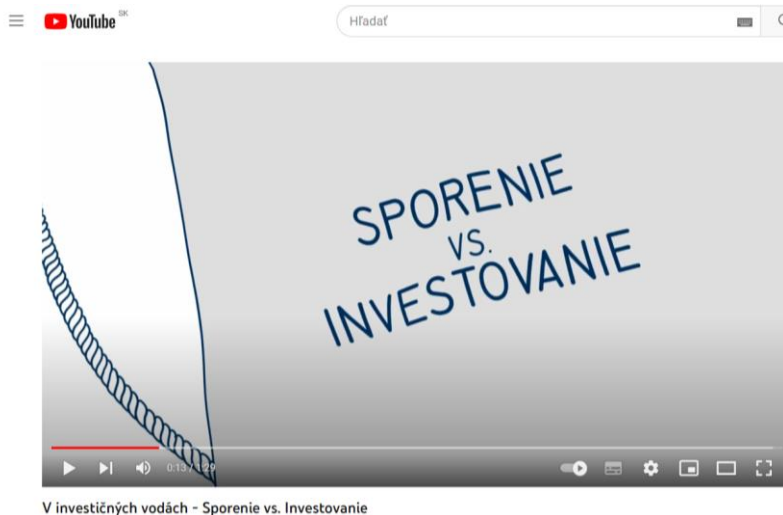 YouTube SK
Hľadať
SPORENIE
VS.
INVESTOVANIE
0:13 / 1:29
V investičných vodách - Sporenie vs. Investovanie